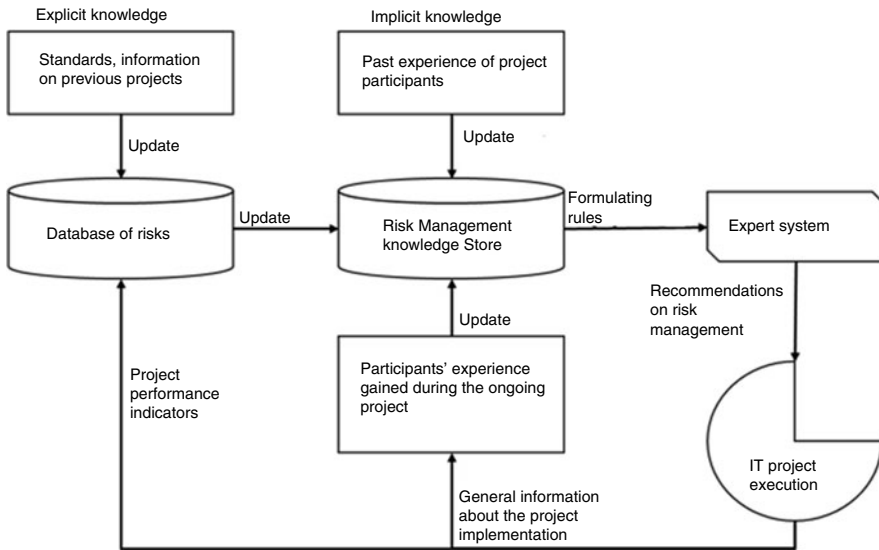 Explicit knowledge
Standards, information
on previous projects
Update
Database of risks
Update
Implicit knowledge
Past experience of project
participants
Update
Risk Management
knowledge Store
Formulating
rules
Expert system
Recommendations
on risk
management
Update
Participants’ experience
gained during the ongoing
project
Project
performance
indicators
IT project
execution
General information
about the project
implementation